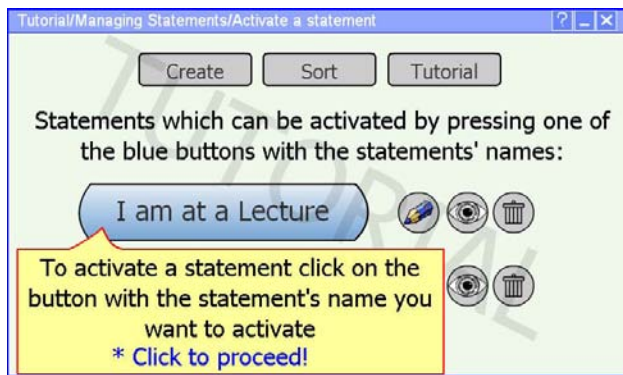 Tutorial/Managing Statements/Activate a statement
Create Sort Tutorial
Statements which can be activated by pressing one of
the blue buttons with the statements' names:
I am at a Lecture
To activate a statement click on the
button with the statement's name you
want to activate
* Click to proceed!
TUTORIAL